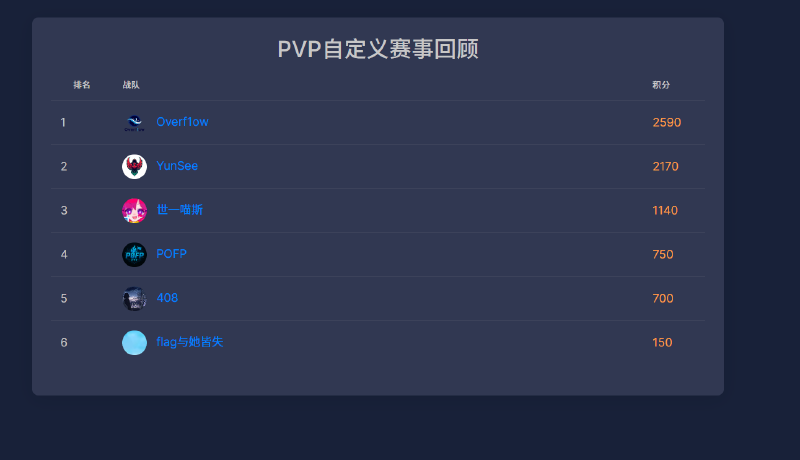 PVP自定义赛事回顾
排名 战队 积分
1 Overf1ow 2590
2 YunSee 2170
3 世一喵斯 1140
4 POFP 750
5 408 700
6 flag与她皆失 150